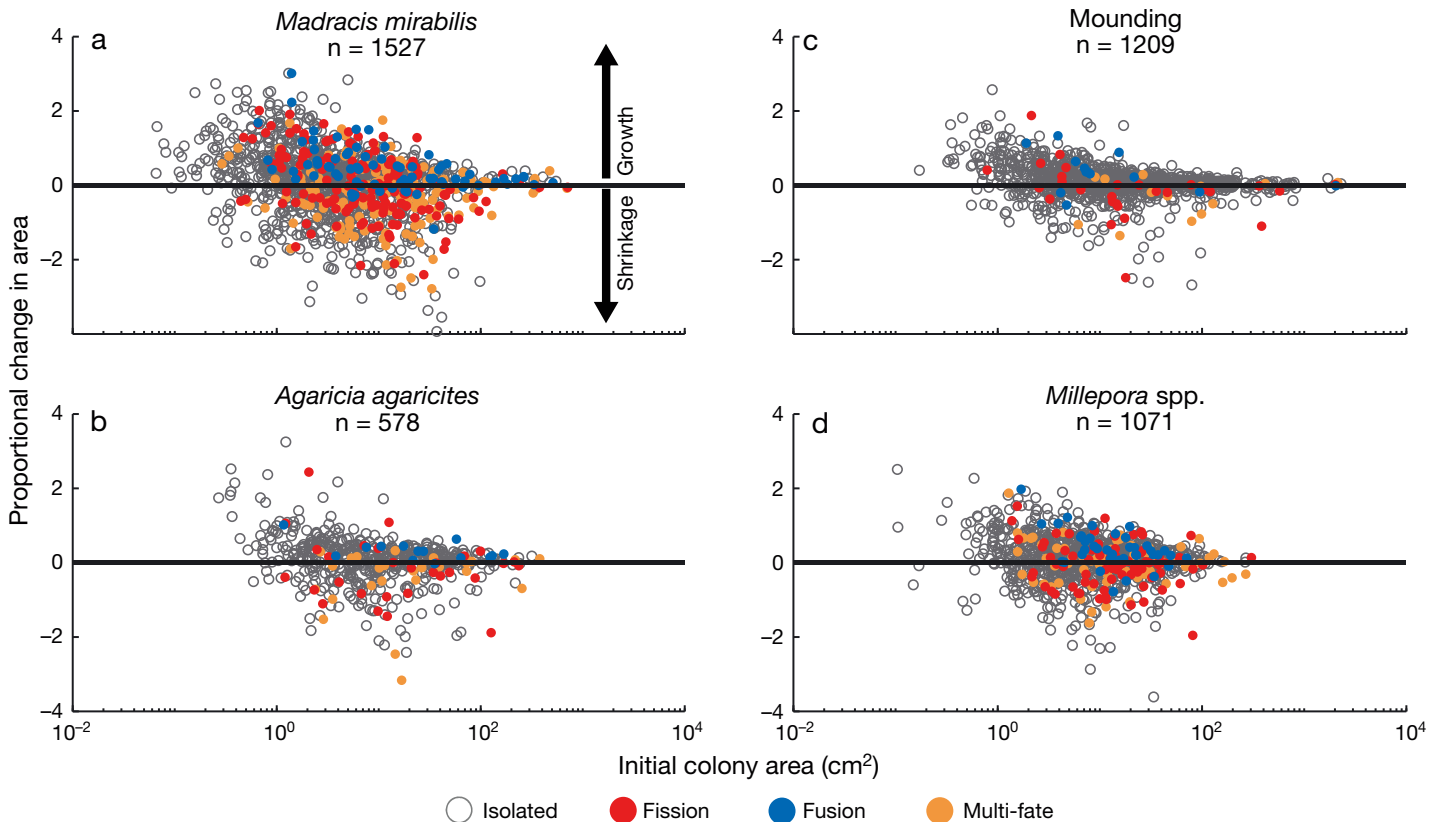 a
Madracis mirabilis
n = 1527
4
2
0
–2
Growth
Shrinkage
c
Mounding
n = 1209
4
2
0
–2
Proportional change in area
b
Agaricia agaricites
n = 578
4
2
0
–2
–4
10–2
100
102
104
d
Millepora spp.
n = 1071
4
2
0
–2
–4
10–2
100
102
104
Initial colony area (cm2)
Isolated
Fission
Fusion
Multi-fate